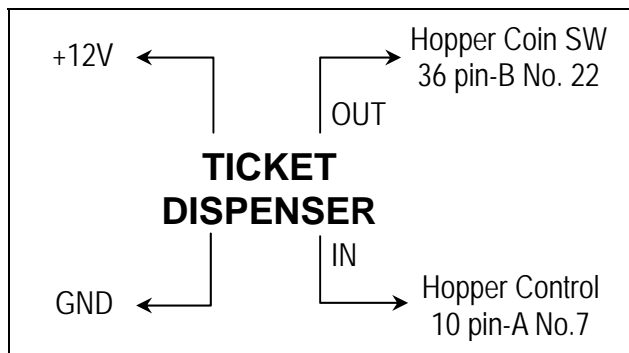 +12V
Hopper Coin SW
36 pin-B No. 22
OUT
TICKET
DISPENSER
IN
GND
Hopper Control
10 pin-A No.7